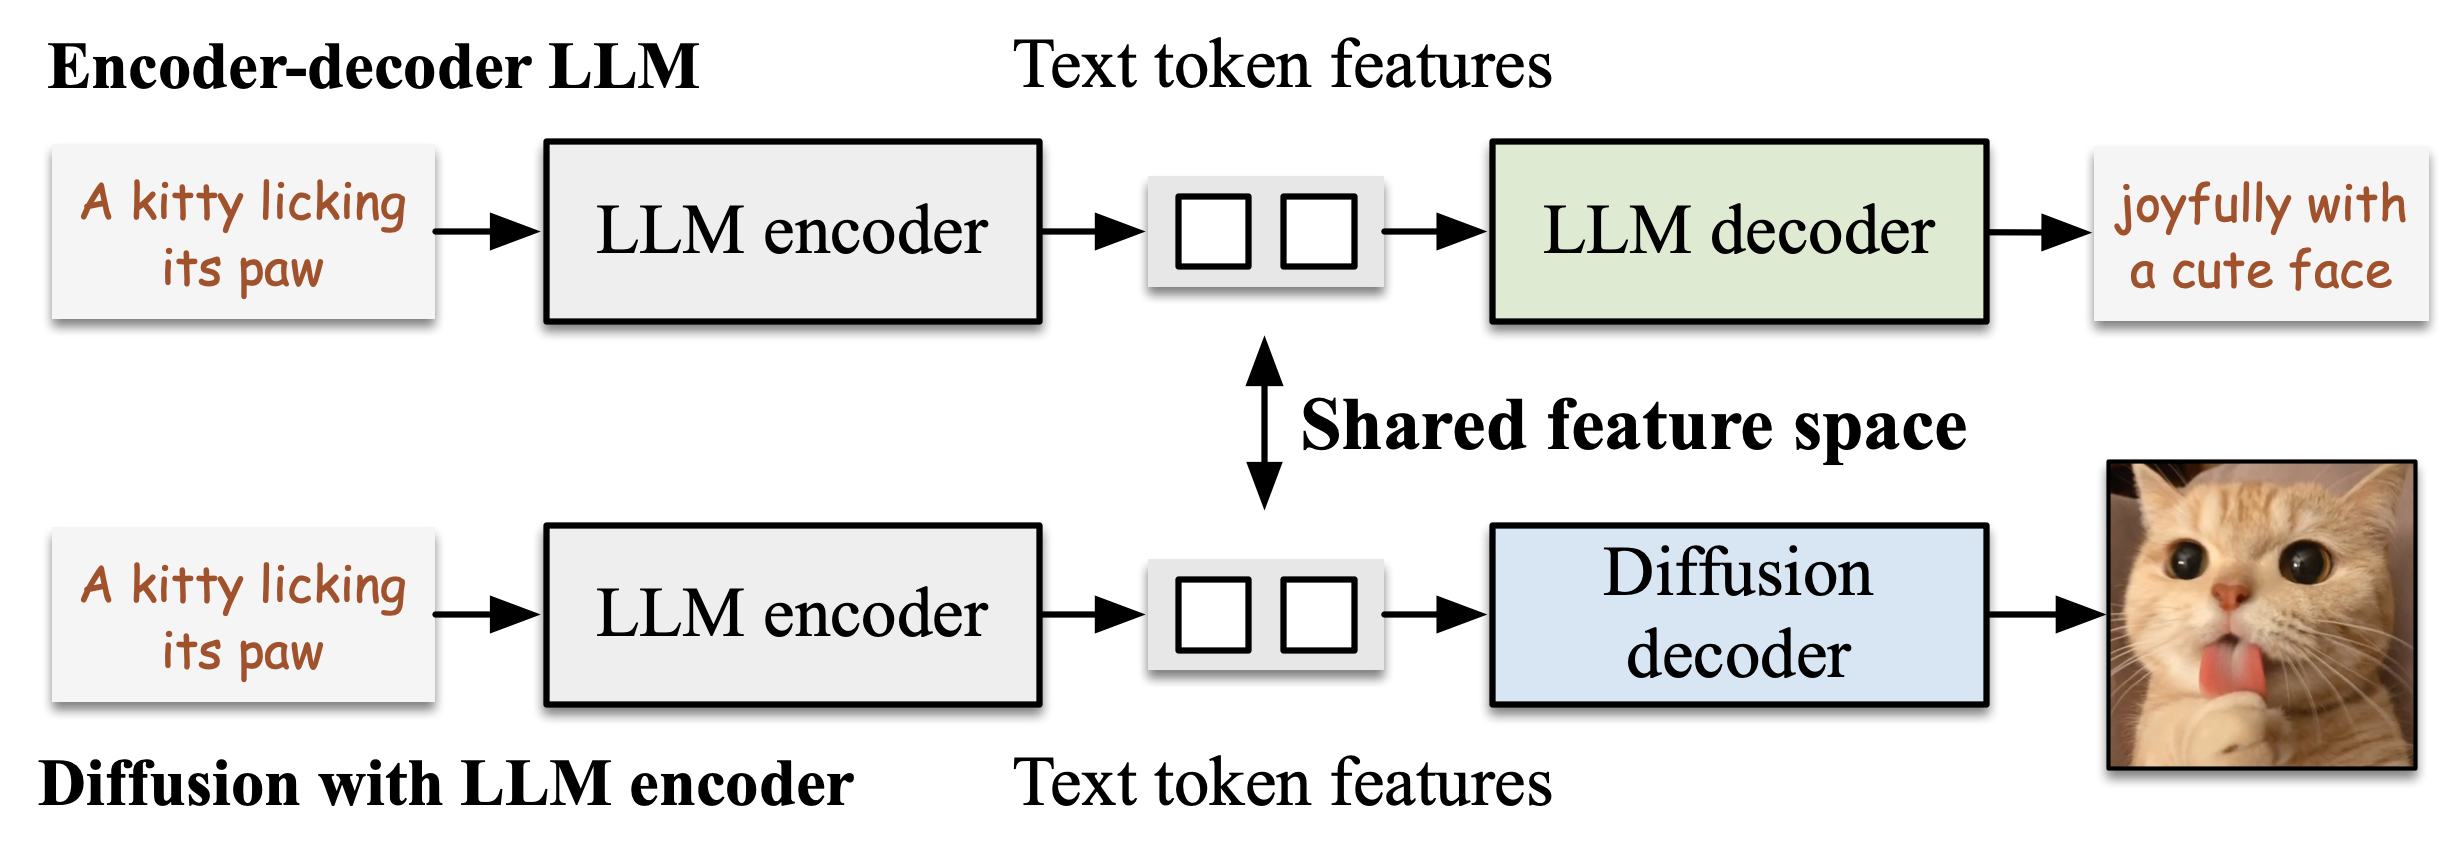 Encoder-decoder LLM
Text token features
A kitty licking
its paw
LLM encoder
LLM decoder
joyfully with
a cute face
Shared feature space
A kitty licking
its paw
LLM encoder
Diffusion
decoder
Diffusion with LLM encoder
Text token features